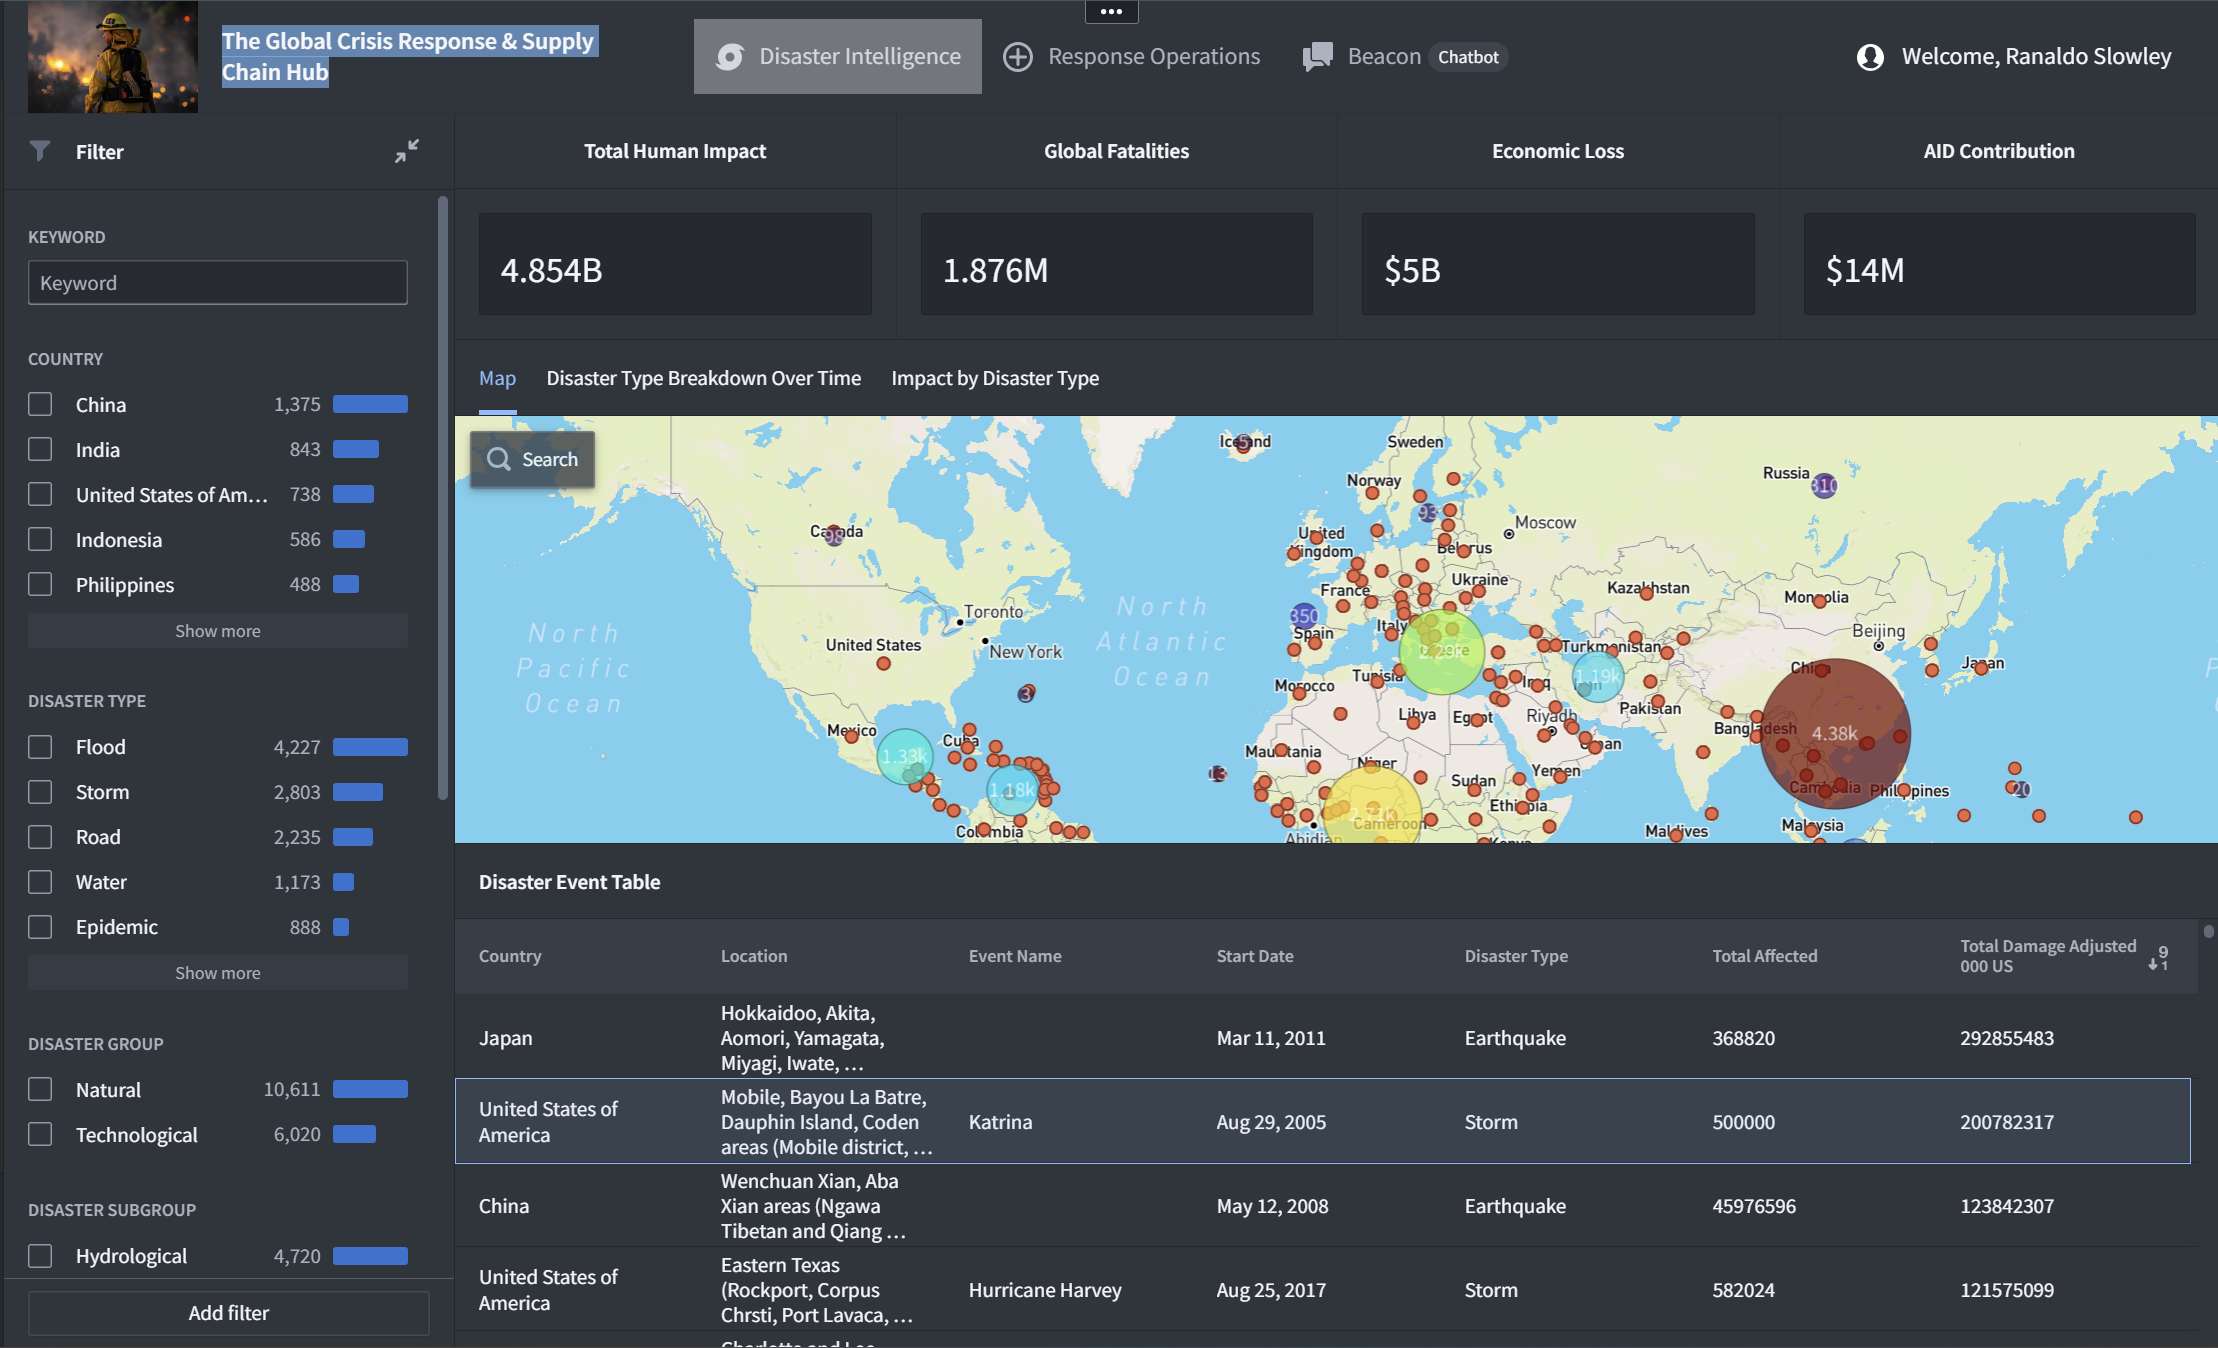 The Global Crisis Response & Supply
Chain Hub
Disaster Intelligence
Response Operations
Beacon
Chatbot
Welcome, Ranaldo Slowley
Filter
KEYWORD
Keyword
COUNTRY
China 1,375
India 843
United States of Am... 738
Indonesia 586
Philippines 488
Show more
DISASTER TYPE
Flood 4,227
Storm 2,803
Road 2,235
Water 1,173
Epidemic 888
Show more
DISASTER GROUP
Natural 10,611
Technological 6,020
DISASTER SUBGROUP
Hydrological 4,720
Add filter
Total Human Impact
Global Fatalities
Economic Loss
AID Contribution
4.854B
1.876M
$5B
$14M
Map
Disaster Type Breakdown Over Time
Impact by Disaster Type
Search
Sweden
Norway
Russia
310
93
Moscow
98
United
Kingdom
Belarus
Ukraine
France
Kazakhstan
Mongolia
North
Pacific
Ocean
Toronto
New York
United States
North
Atlantic
Ocean
350
Spain
Italy
Turkmenistan
Beijing
Japan
3
1.19k
Morocco
Tunisia
Iraq
Pakistan
Libya
Egypt
Riyadh
Bangladesh
4.38k
Mexico
1.33k
Cuba
1.18k
Mauritania
13
Niger
Sudan
Yemen
Ethiopia
Cambodia
Philippines
20
Colombia
Cameroon
Maldives
Malaysia
Disaster Event Table
Country
Location
Event Name
Start Date
Disaster Type
Total Affected
Total Damage Adjusted
000 US
Japan
Hokkaidoo, Akita,
Aomori, Yamagata,
Miyagi, Iwate, ...
Mar 11, 2011
Earthquake
368820
292855483
United States of
America
Mobile, Bayou La Batre,
Dauphin Island, Coden
areas (Mobile district, ...
Katrina
Aug 29, 2005
Storm
500000
200782317
China
Wenchuan Xian, Aba
Xian areas (Ngawa
Tibetan and Qiang ...
May 12, 2008
Earthquake
45976596
123842307
United States of
America
Eastern Texas
(Rockport, Corpus
Chrsti, Port Lavaca, ...
Hurricane Harvey
Aug 25, 2017
Storm
582024
121575099